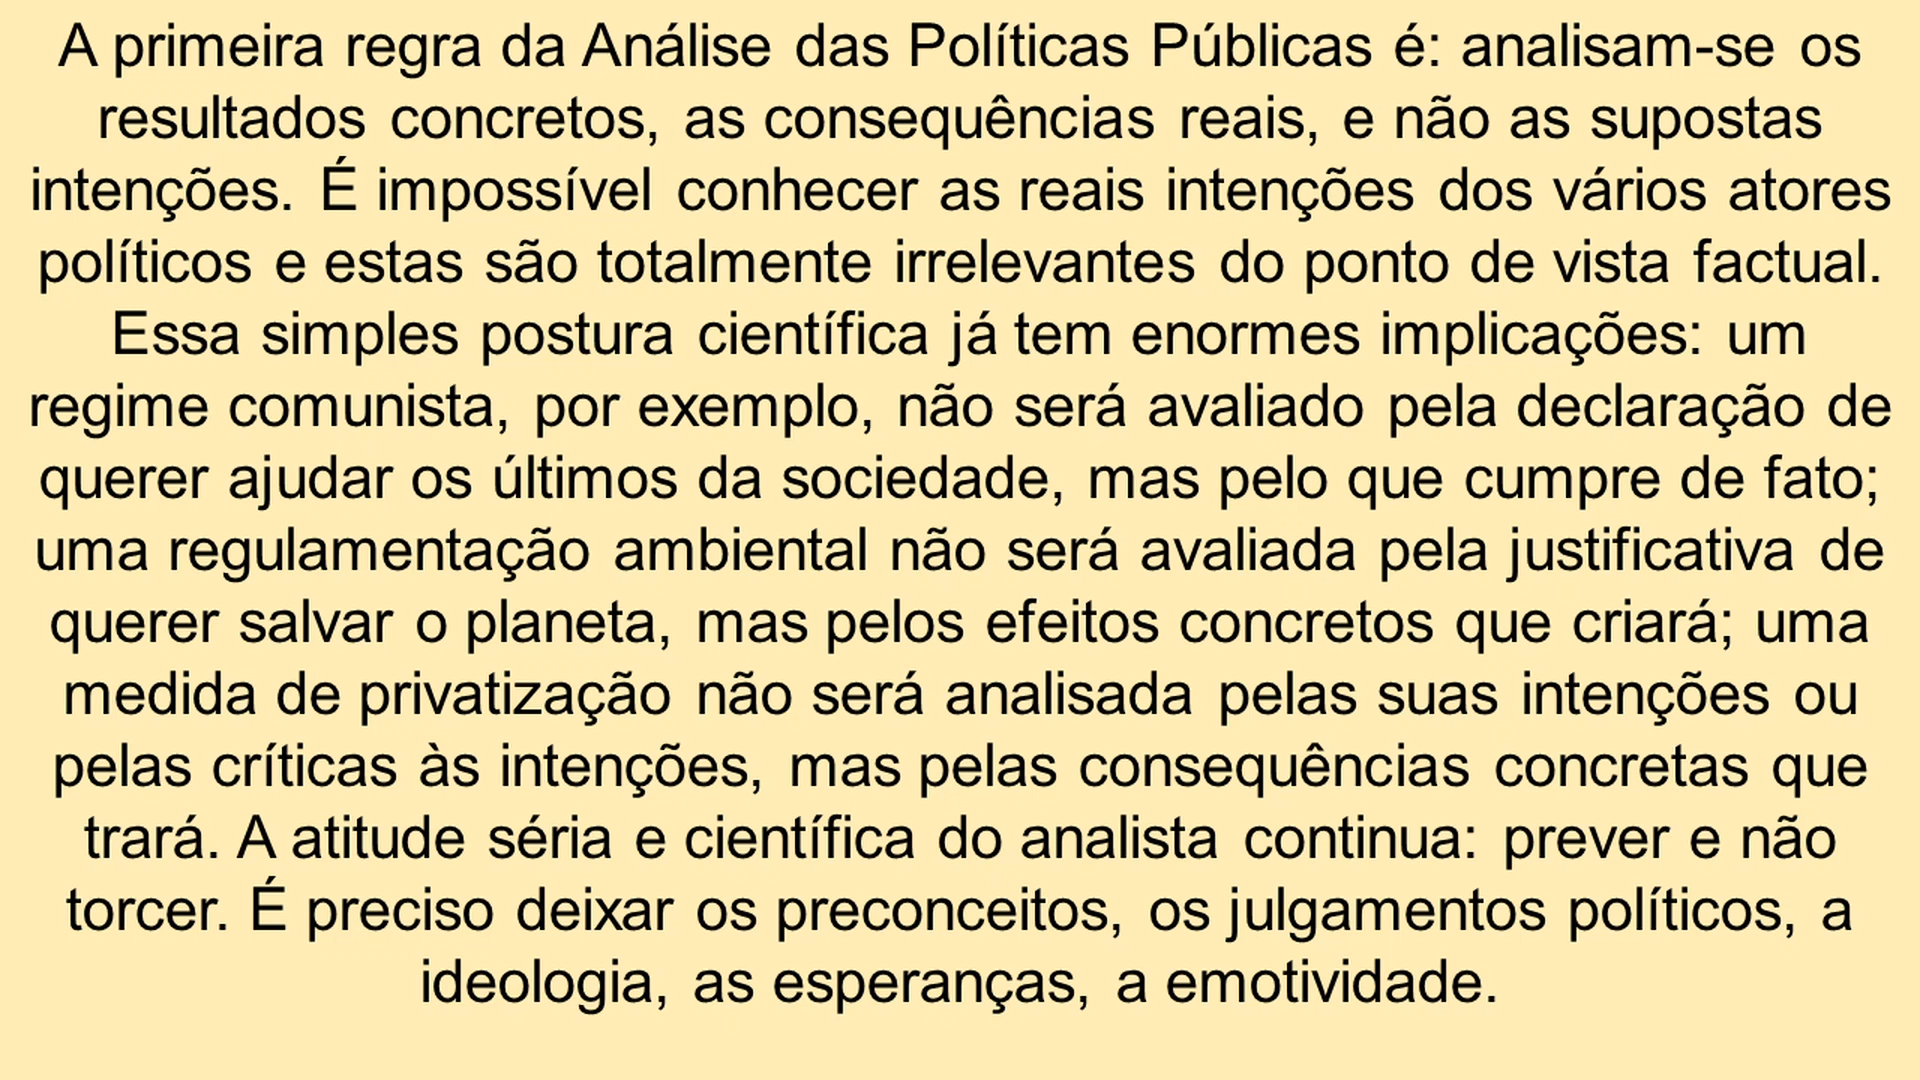 A primeira regra da Análise das Políticas Públicas é: analisam-se os
resultados concretos, as consequências reais, e não as supostas
intenções. É impossível conhecer as reais intenções dos vários atores
políticos e estas são totalmente irrelevantes do ponto de vista factual.
Essa simples postura científica já tem enormes implicações: um
regime comunista, por exemplo, não será avaliado pela declaração de
querer ajudar os últimos da sociedade, mas pelo que cumpre de fato;
uma regulamentação ambiental não será avaliada pela justificativa de
querer salvar o planeta, mas pelos efeitos concretos que criará; uma
medida de privatização não será analisada pelas suas intenções ou
pelas críticas às intenções, mas pelas consequências concretas que
trará. A atitude séria e científica do analista continua: prever e não
torcer. É preciso deixar os preconceitos, os julgamentos políticos, a
ideologia, as esperanças, a emotividade.